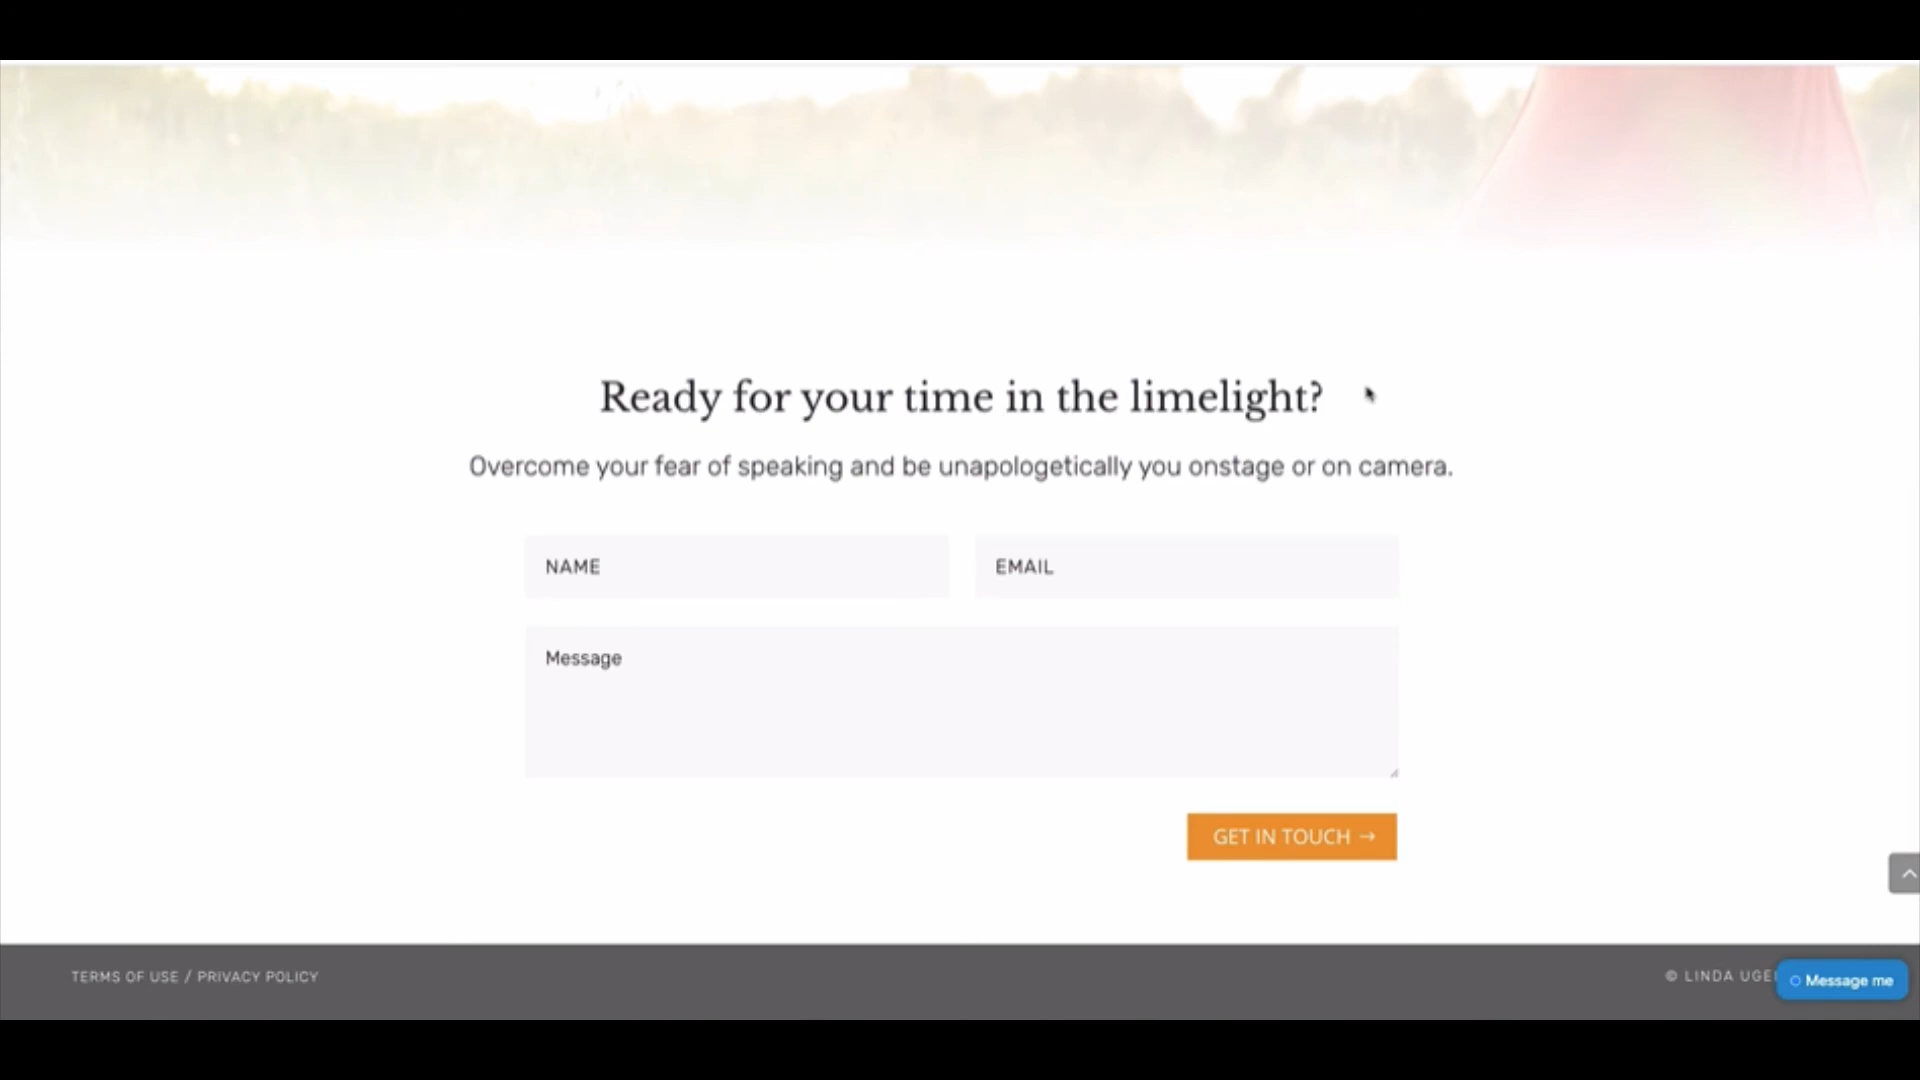 Ready for your time in the limelight?
Overcome your fear of speaking and be unapologetically you onstage or on camera.
NAME
EMAIL
Message
GET IN TOUCH →
TERMS OF USE / PRIVACY POLICY
© LINDA
Message me